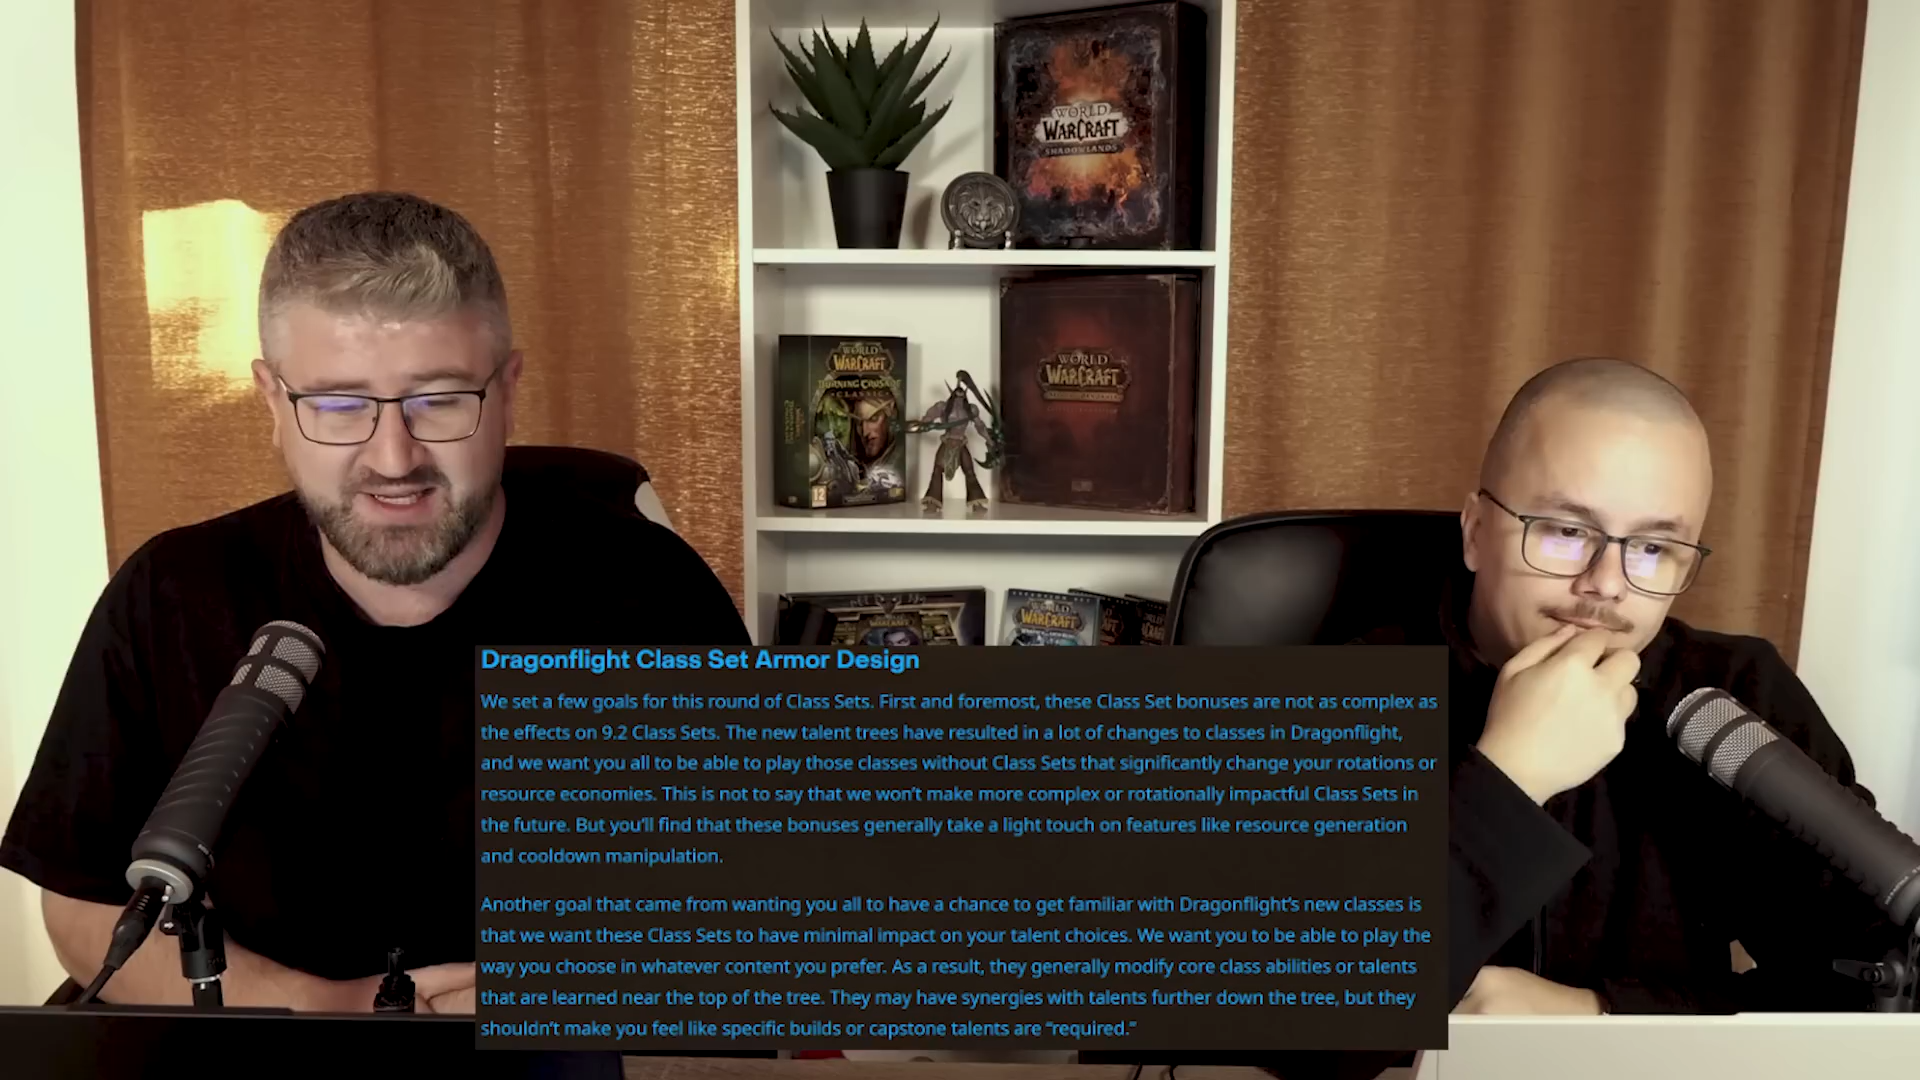 WORLD
WARCRAFT
SHADOWLANDS
WORLD
WARCRAFT
WORLD
WARCRAFT
BURNING CRUSADE
CLASSIC
12
WORLD
WARCRAFT
Dragonflight Class Set Armor Design
We set a few goals for this round of Class Sets. First and foremost, these Class Set bonuses are not as complex as
the effects on 9.2 Class Sets. The new talent trees have resulted in a lot of changes to classes in Dragonflight,
and we want you all to be able to play those classes without Class Sets that significantly change your rotations or
resource economies. This is not to say that we won't make more complex or rotationally impactful Class Sets in
the future. But you'll find that these bonuses generally take a light touch on features like resource generation
and cooldown manipulation.
Another goal that came from wanting you all to have a chance to get familiar with Dragonflight's new classes is
that we want these Class Sets to have minimal impact on your talent choices. We want you to be able to play the
way you choose in whatever content you prefer. As a result, they generally modify core class abilities or talents
that are learned near the top of the tree. They may have synergies with talents further down the tree, but they
shouldn't make you feel like specific builds or capstone talents are “required.”